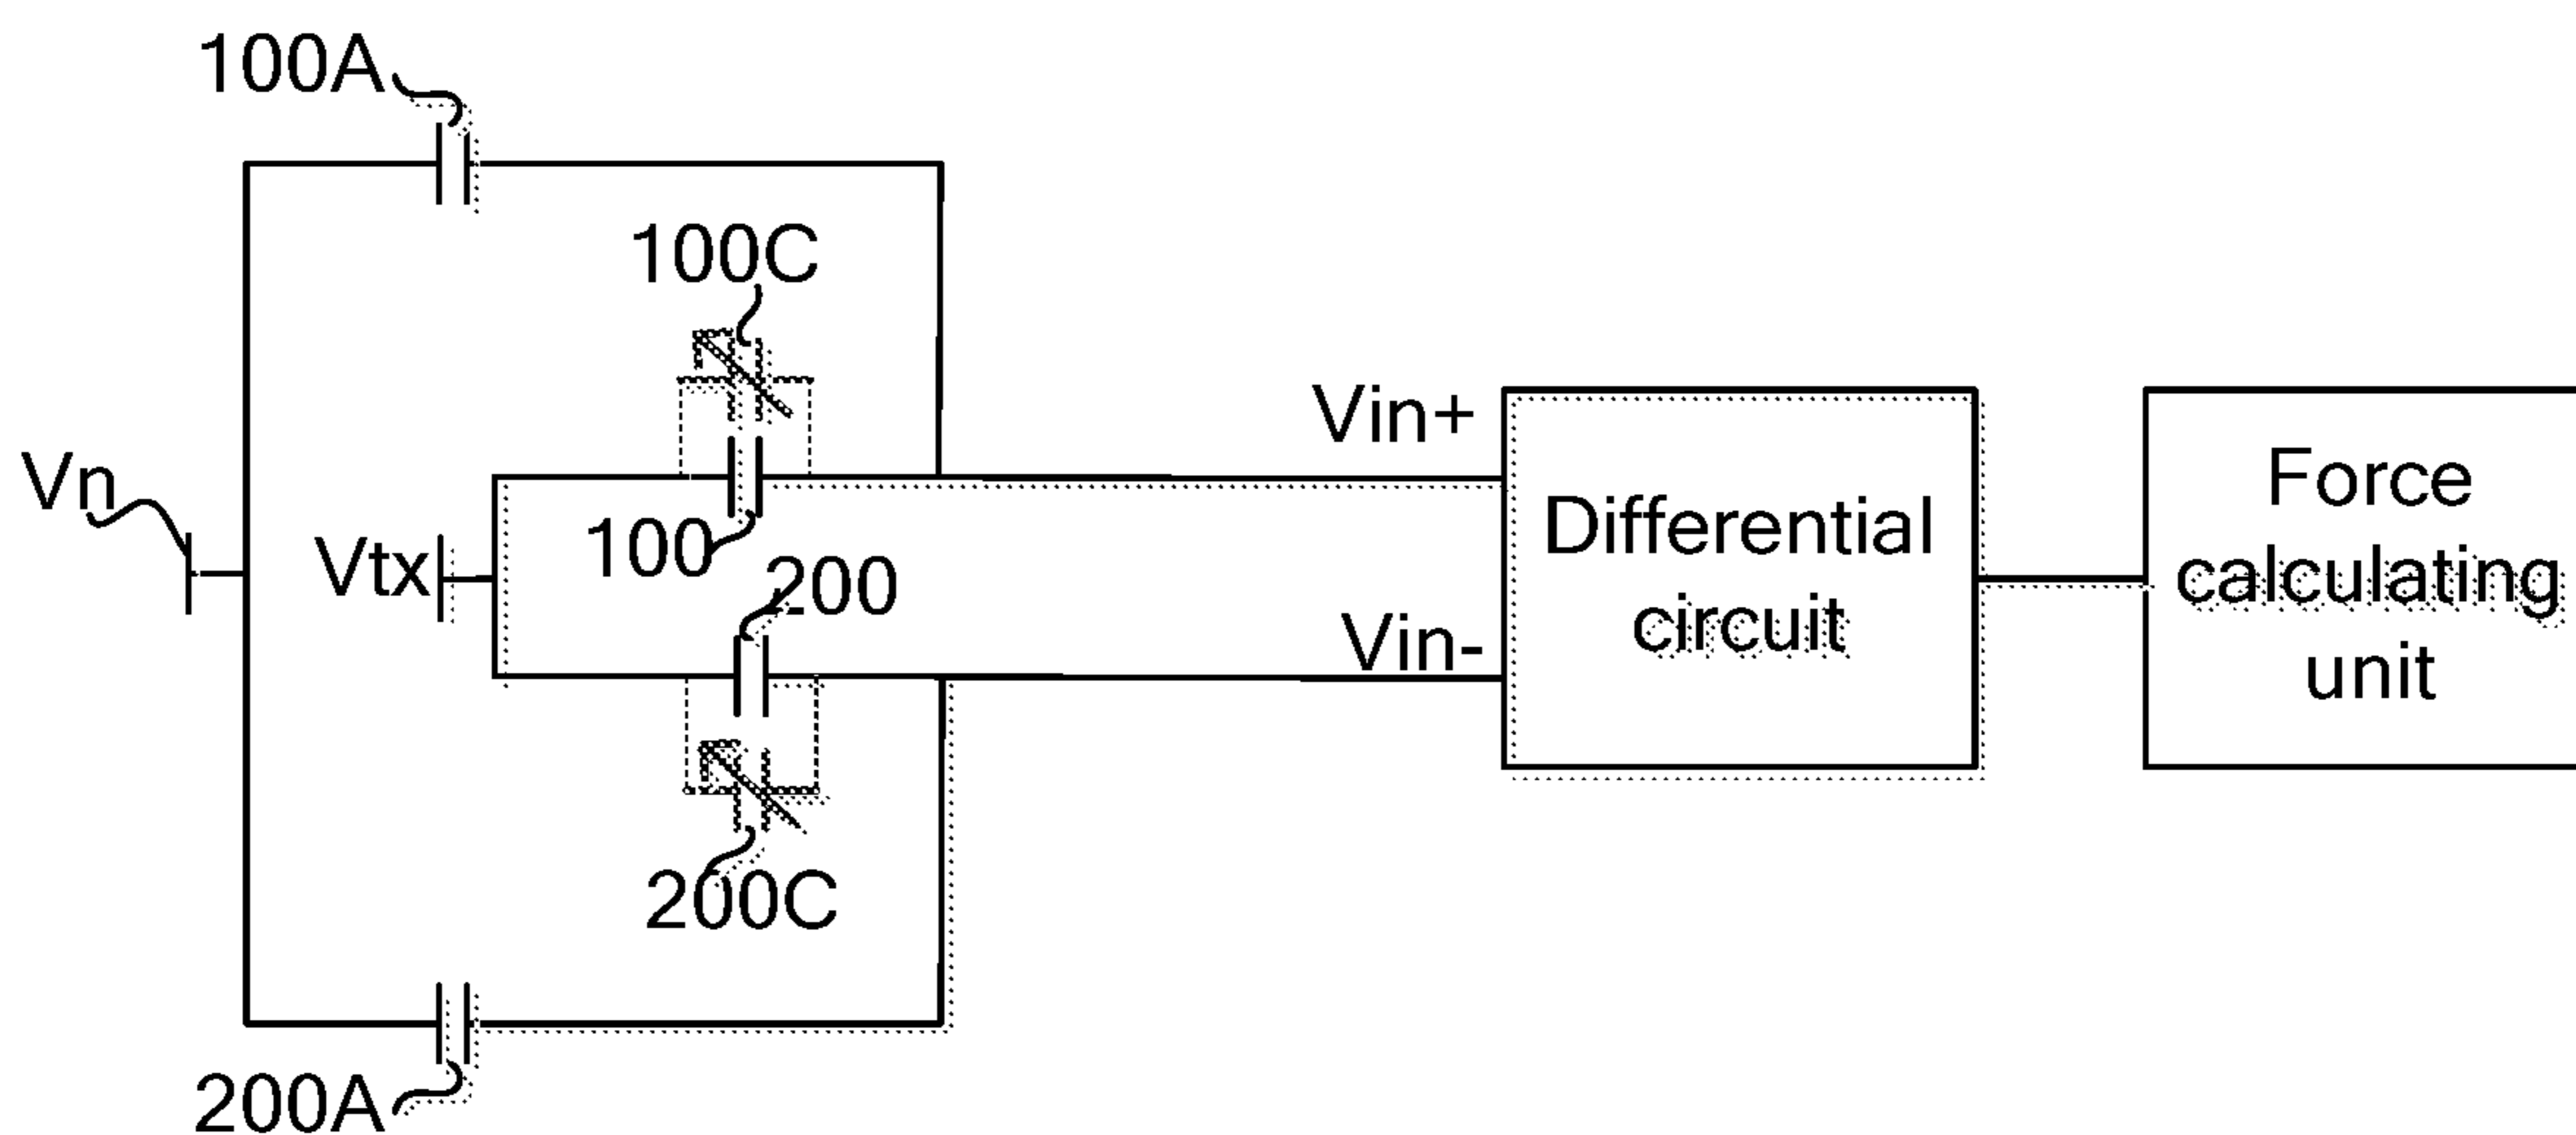 100A
100C
Vn
Vtx
100
200
Vin+
Vin-
Differential
circuit
Force
calculating
unit
200C
200A